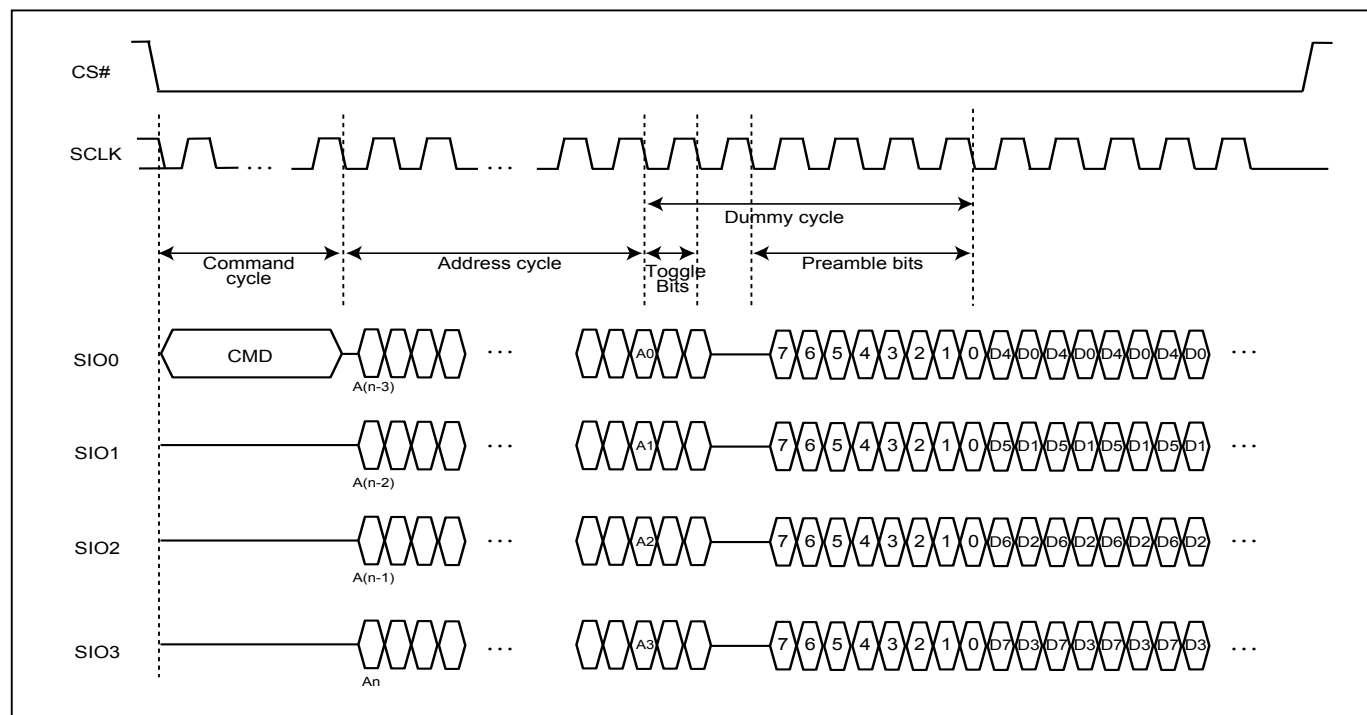 CS#
SCLK ... ...
Dummy cycle
Command cycle
Address cycle
Toggle Bits
Preamble bits
SIO0 CMD ... A0 7 6 5 4 3 2 1 0 D4 D0 D4 D0 D4 D0 D4 D0 ...
A(n-3)
SIO1 ... A1 7 6 5 4 3 2 1 0 D5 D1 D5 D1 D5 D1 D5 D1 ...
A(n-2)
SIO2 ... A2 7 6 5 4 3 2 1 0 D6 D2 D6 D2 D6 D2 D6 D2 ...
A(n-1)
SIO3 ... A3 7 6 5 4 3 2 1 0 D7 D3 D7 D3 D7 D3 D7 D3 ...
An